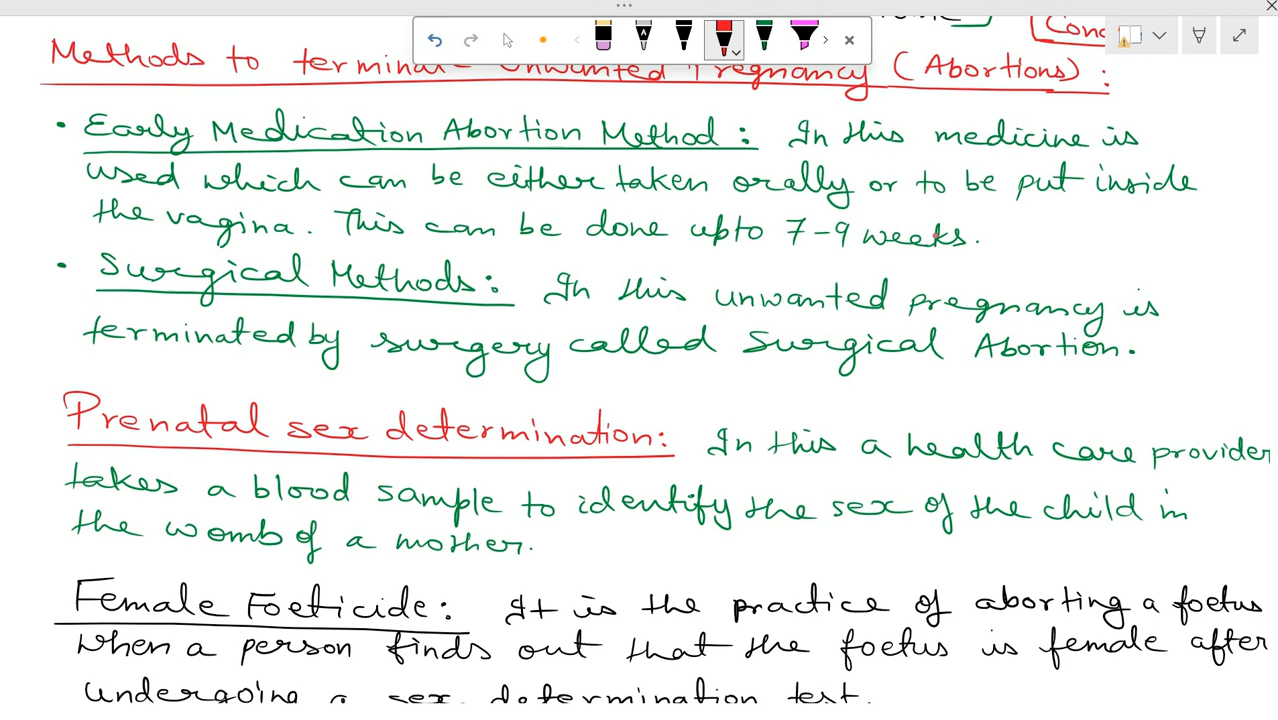 Conc
Methods to terminate Unwanted Pregnancy (Abortions) :
• Early Medication Abortion Method : In this medicine is
used which can be either taken orally or to be put inside
the vagina. This can be done upto 7-9 weeks.
• Surgical Methods : In this unwanted pregnancy is
terminated by surgery called Surgical Abortion.
Prenatal sex determination: In this a health care provider
takes a blood sample to identify the sex of the child in
the womb of a mother.
Female Foeticide : It is the practice of aborting a foetus
when a person finds out that the foetus is female after
undergoing a sex determination test.